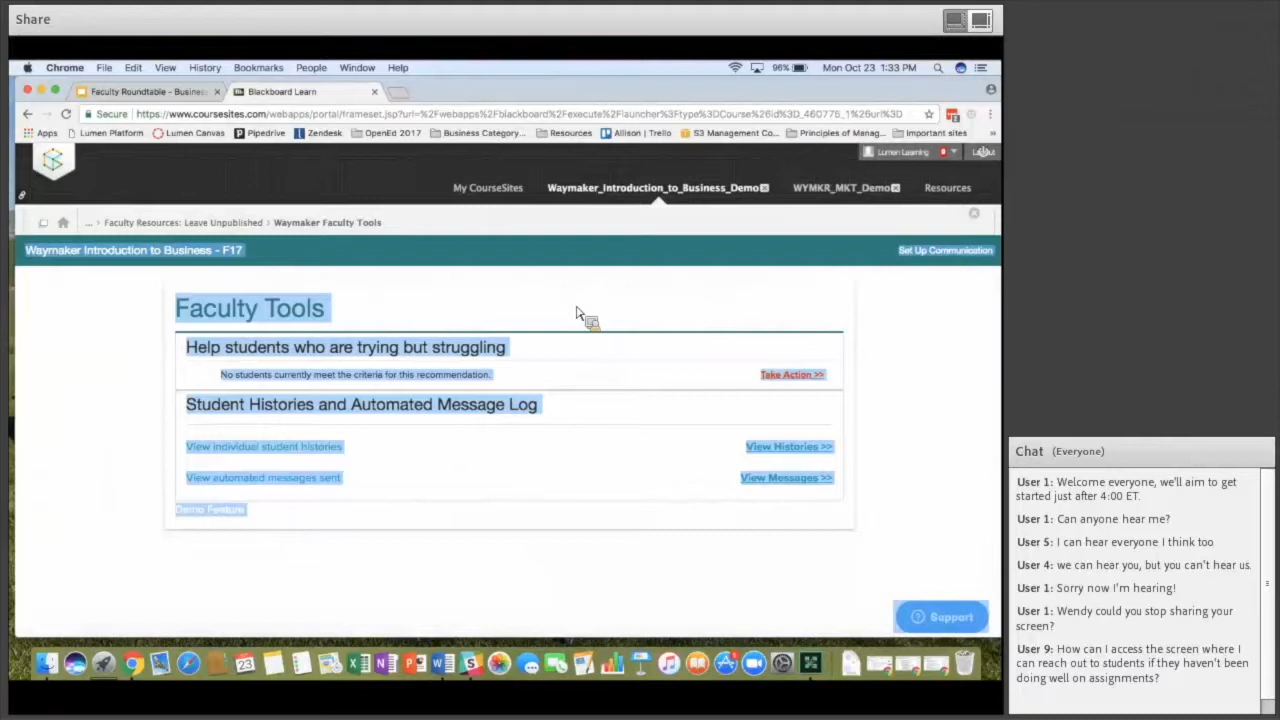 Share
Chrome File Edit View History Bookmarks People Window Help
96% Mon Oct 23 1:33 PM
Faculty Roundtable - Business
Blackboard Learn
Secure https://www.coursesites.com/webapps/portal/frameset.jsp?url=%2Fwebapps%2Fblackboard%2Fexecute%2Flauncher%3Ftype%3DCourse%26id%3D_460776_1%26url%3D
Apps Lumen Platform Lumen Canvas Pipedrive Zendesk OpenEd 2017 Business Category... Resources Allison | Trello S3 Management Co... Principles of Manag... Important sites »
Lumen Learning
My CourseSites Waymaker_Introduction_to_Business_Demo WYMKR_MKT_Demo Resources
... > Faculty Resources: Leave Unpublished > Waymaker Faculty Tools
Waymaker Introduction to Business - F17
Set Up Communication
Faculty Tools
Help students who are trying but struggling
No students currently meet the criteria for this recommendation.
Take Action >>
Student Histories and Automated Message Log
View individual student histories
View Histories >>
View automated messages sent
View Messages >>
Demo Feature
Support
23
Chat (Everyone)
User 1: Welcome everyone, we'll aim to get
started just after 4:00 ET.
User 1: Can anyone hear me?
User 5: I can hear everyone I think too
User 4: we can hear you, but you can't hear us.
User 1: Sorry now I'm hearing!
User 1: Wendy could you stop sharing your
screen?
User 9: How can I access the screen where I
can reach out to students if they haven't been
doing well on assignments?